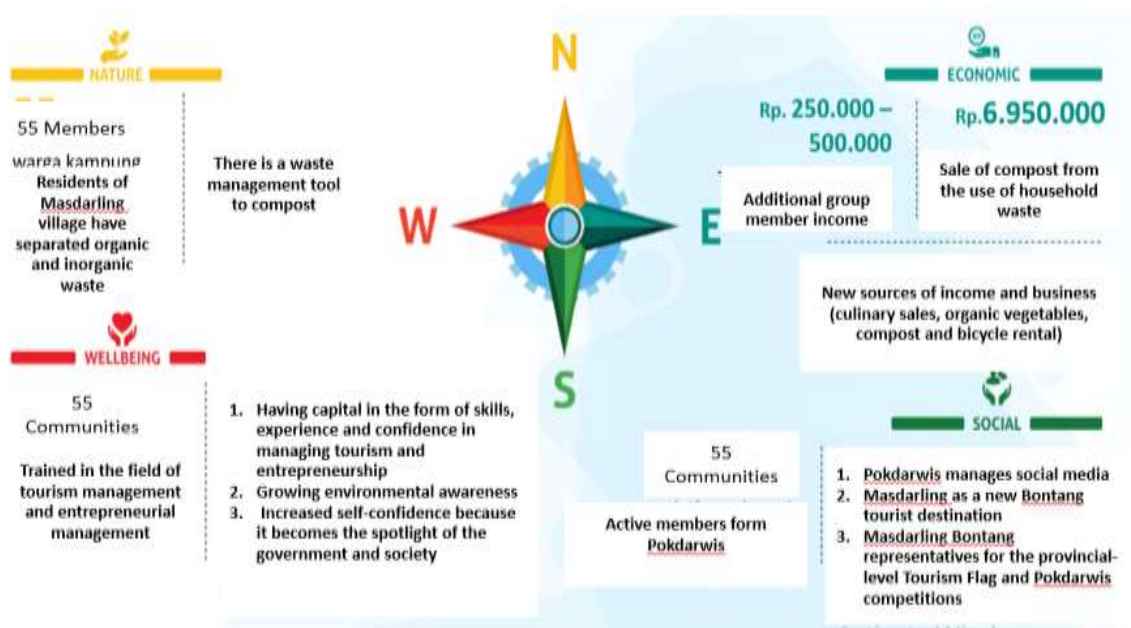 NATURE
55 Members
warga kampung
Residents of
Masdarling
village have
separated organic
and inorganic
waste
There is a waste
management tool
to compost
N
W
E
S
ECONOMIC
Rp. 250.000 –
500.000
Additional group
member income
Rp.6.950.000
Sale of compost from
the use of household
waste
New sources of income and business
(culinary sales, organic vegetables,
compost and bicycle rental)
WELLBEING
55
Communities
Trained in the field of
tourism management
and entrepreneurial
management
1. Having capital in the form of skills,
experience and confidence in
managing tourism and
entrepreneurship
2. Growing environmental awareness
3. Increased self-confidence because
it becomes the spotlight of the
government and society
SOCIAL
55
Communities
Active members form
Pokdarwis
1. Pokdarwis manages social media
2. Masdarling as a new Bontang
tourist destination
3. Masdarling Bontang
representatives for the provincial-
level Tourism Flag and Pokdarwis
competitions